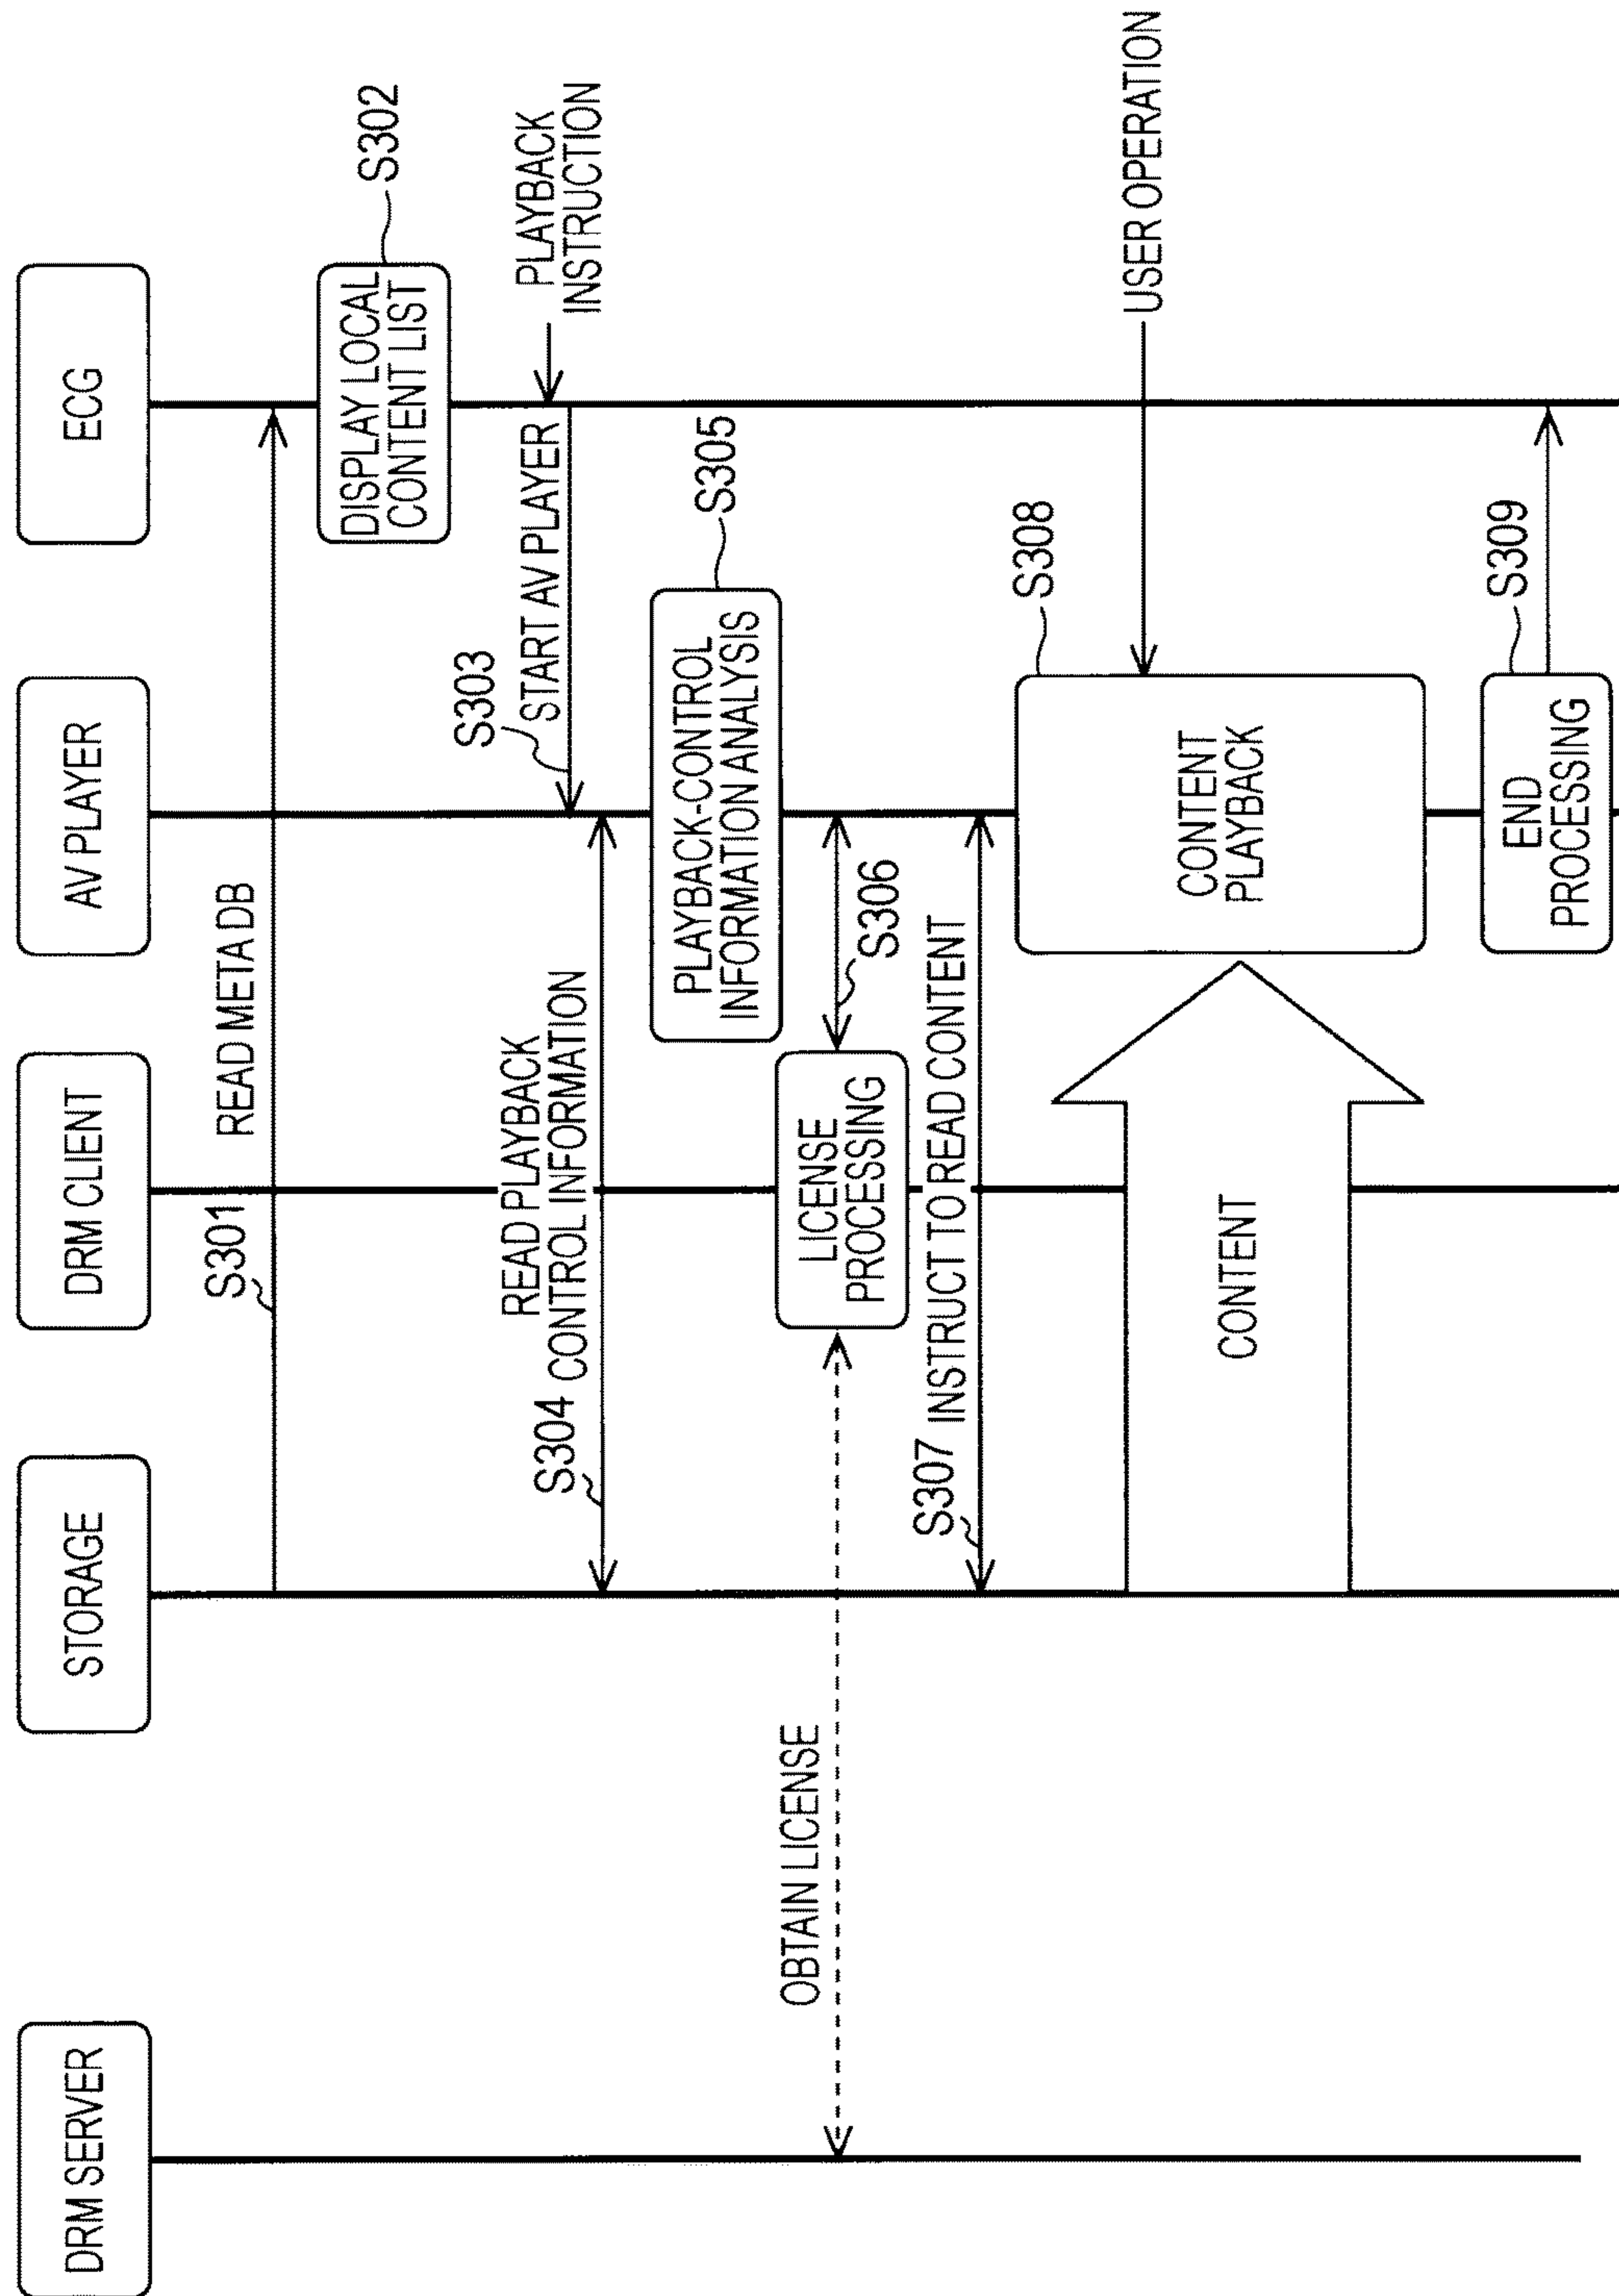 DRM SERVER
STORAGE
DRM CLIENT
AV PLAYER
ECG
S301
READ META DB
DISPLAY LOCAL
CONTENT LIST
S302
PLAYBACK
INSTRUCTION
S303
START AV PLAYER
S304
READ PLAYBACK
CONTROL INFORMATION
PLAYBACK-CONTROL
INFORMATION ANALYSIS
S305
OBTAIN LICENSE
LICENSE
PROCESSING
S306
S307
INSTRUCT TO READ CONTENT
CONTENT
CONTENT
PLAYBACK
S308
USER OPERATION
END
PROCESSING
S309